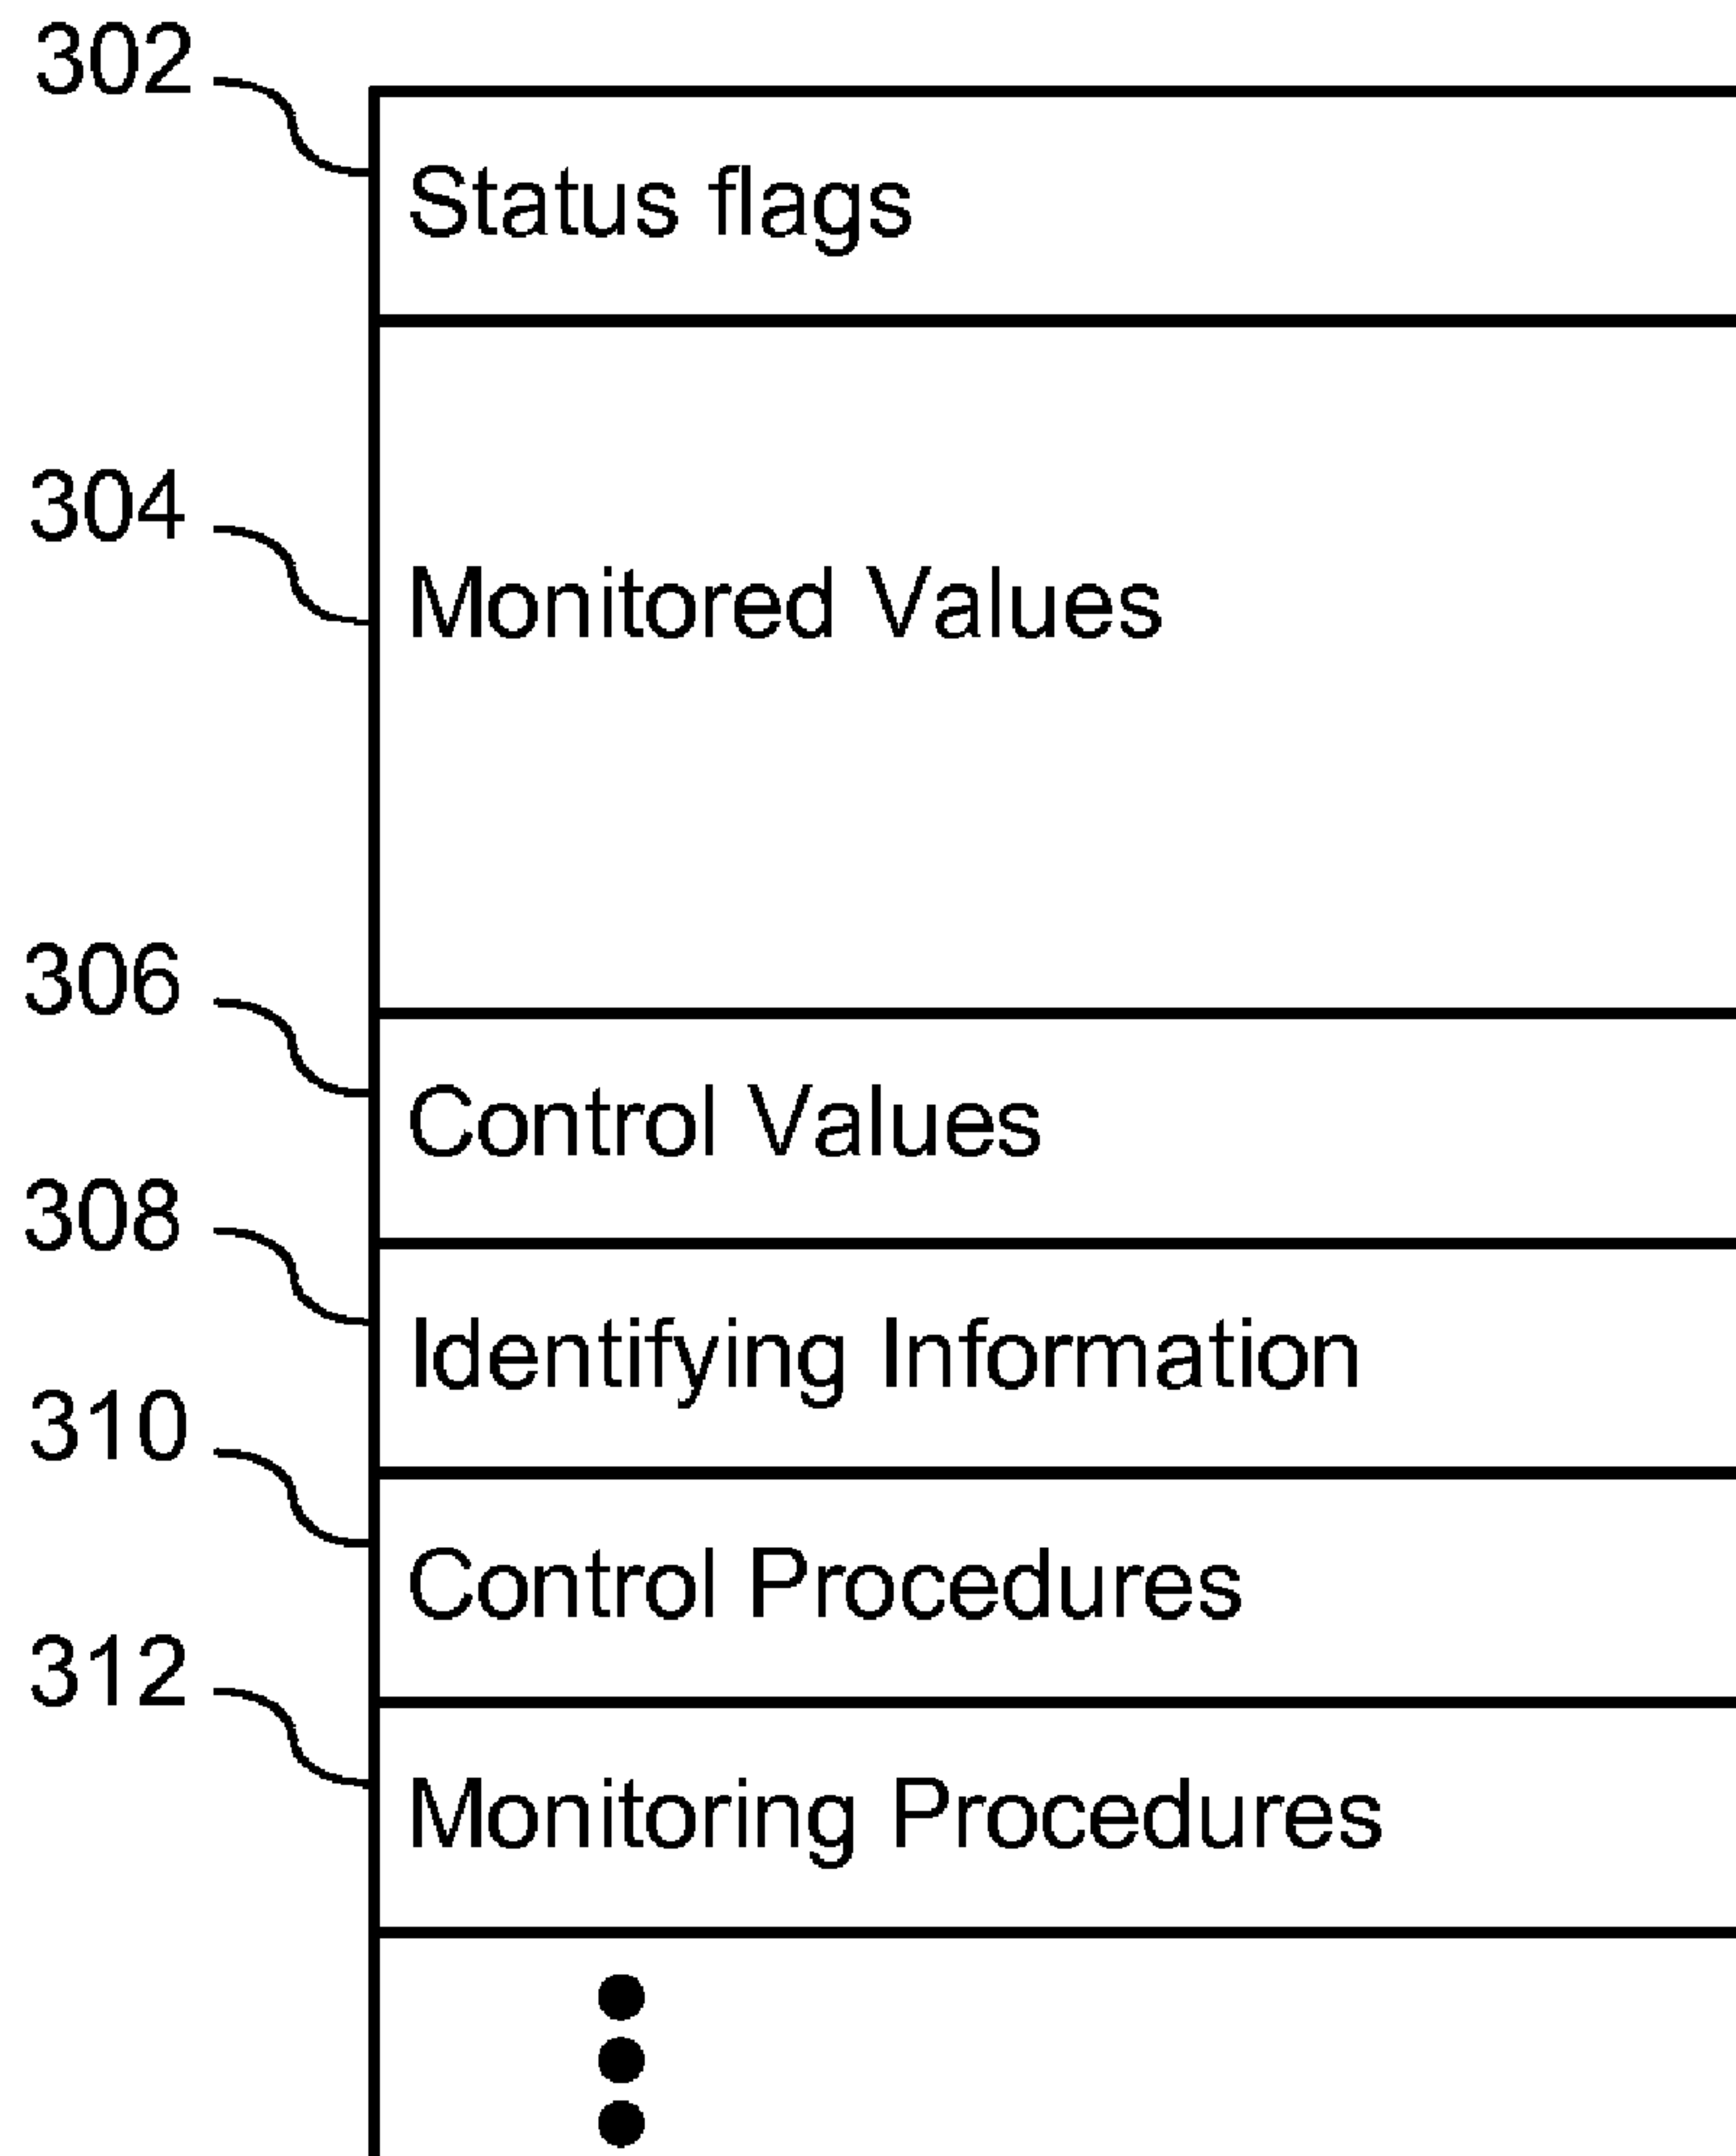 302
Status flags
304
Monitored Values
306
Control Values
308
Identifying Information
310
Control Procedures
312
Monitoring Procedures